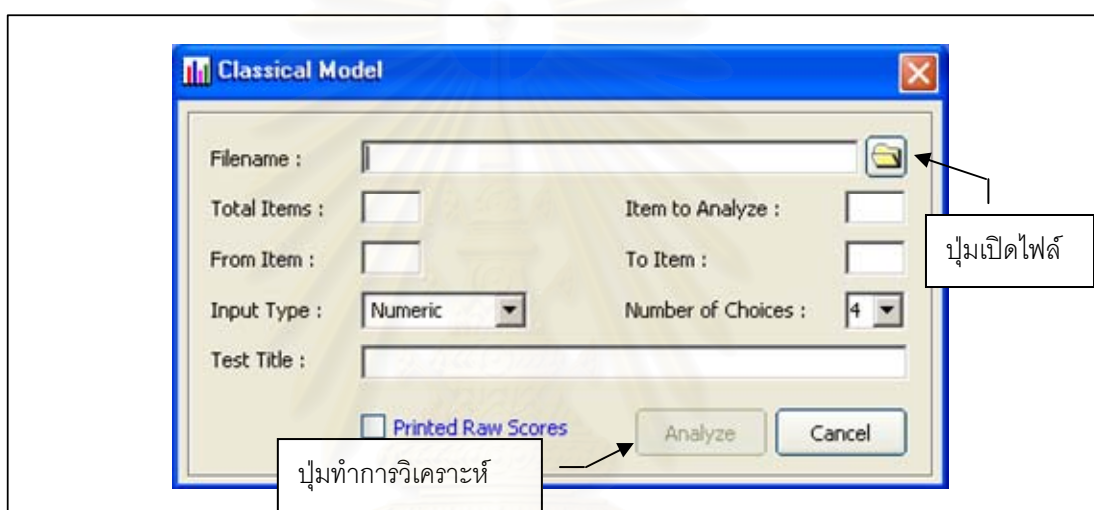 Classical Model
Filename :
Total Items : Item to Analyze :
From Item : To Item :
ปุ่มเปิดไฟล์
Input Type : Numeric Number of Choices : 4
Test Title :
Printed Raw Scores Analyze Cancel
ปุ่มทำการวิเคราะห์